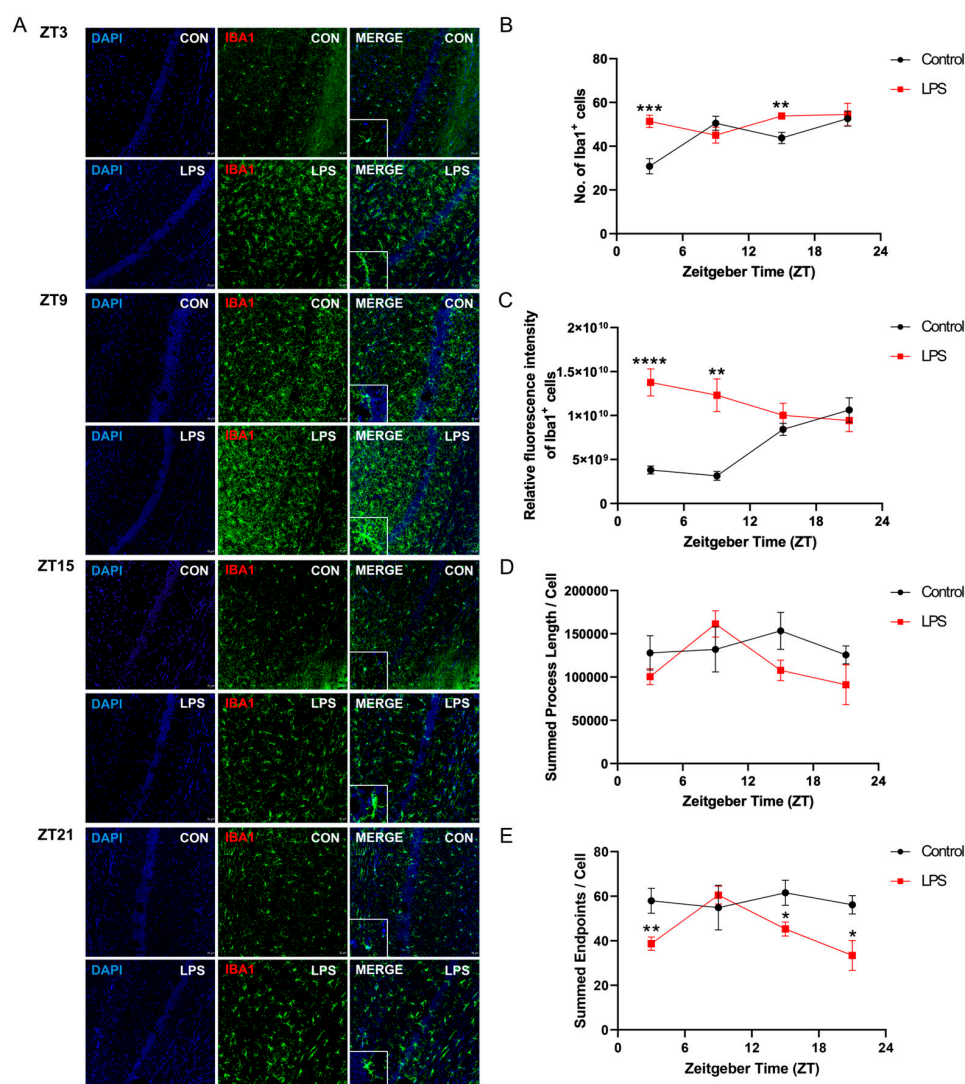 A
ZT3
DAPI CON IBA1 CON MERGE CON
DAPI LPS IBA1 LPS MERGE LPS
ZT9
DAPI CON IBA1 CON MERGE CON
DAPI LPS IBA1 LPS MERGE LPS
ZT15
DAPI CON IBA1 CON MERGE CON
DAPI LPS IBA1 LPS MERGE LPS
ZT21
DAPI CON IBA1 CON MERGE CON
DAPI LPS IBA1 LPS MERGE LPS
B
No. of Iba1⁺ cells
80
60
40
20
0
*** **
0 6 12 18 24
Zeitgeber Time (ZT)
Control
LPS
C
Relative fluorescence intensity
of Iba1⁺ cells
2×10¹⁰
1.5×10¹⁰
1×10¹⁰
5×10⁹
0
**** **
0 6 12 18 24
Zeitgeber Time (ZT)
Control
LPS
D
Summed Process Length / Cell
200000
150000
100000
50000
0
0 6 12 18 24
Zeitgeber Time (ZT)
Control
LPS
E
Summed Endpoints / Cell
80
60
40
20
0
** * *
0 6 12 18 24
Zeitgeber Time (ZT)
Control
LPS